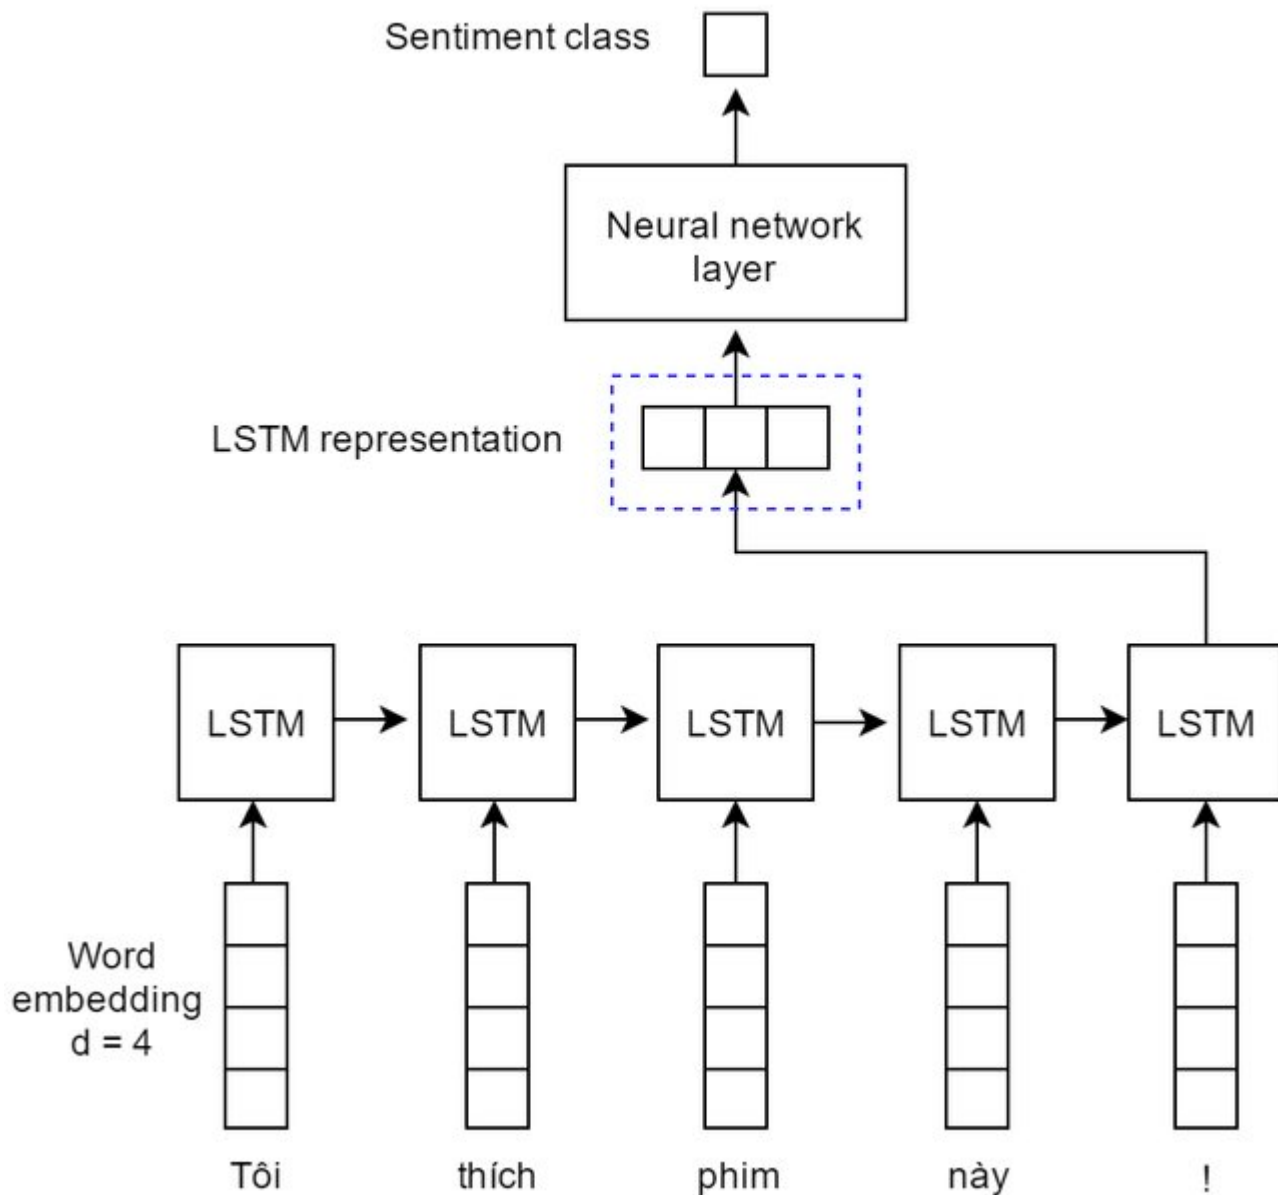 Sentiment class
Neural network
layer
LSTM representation
LSTM
LSTM
LSTM
LSTM
LSTM
Word
embedding
d = 4
Tôi
thích
phim
này
!